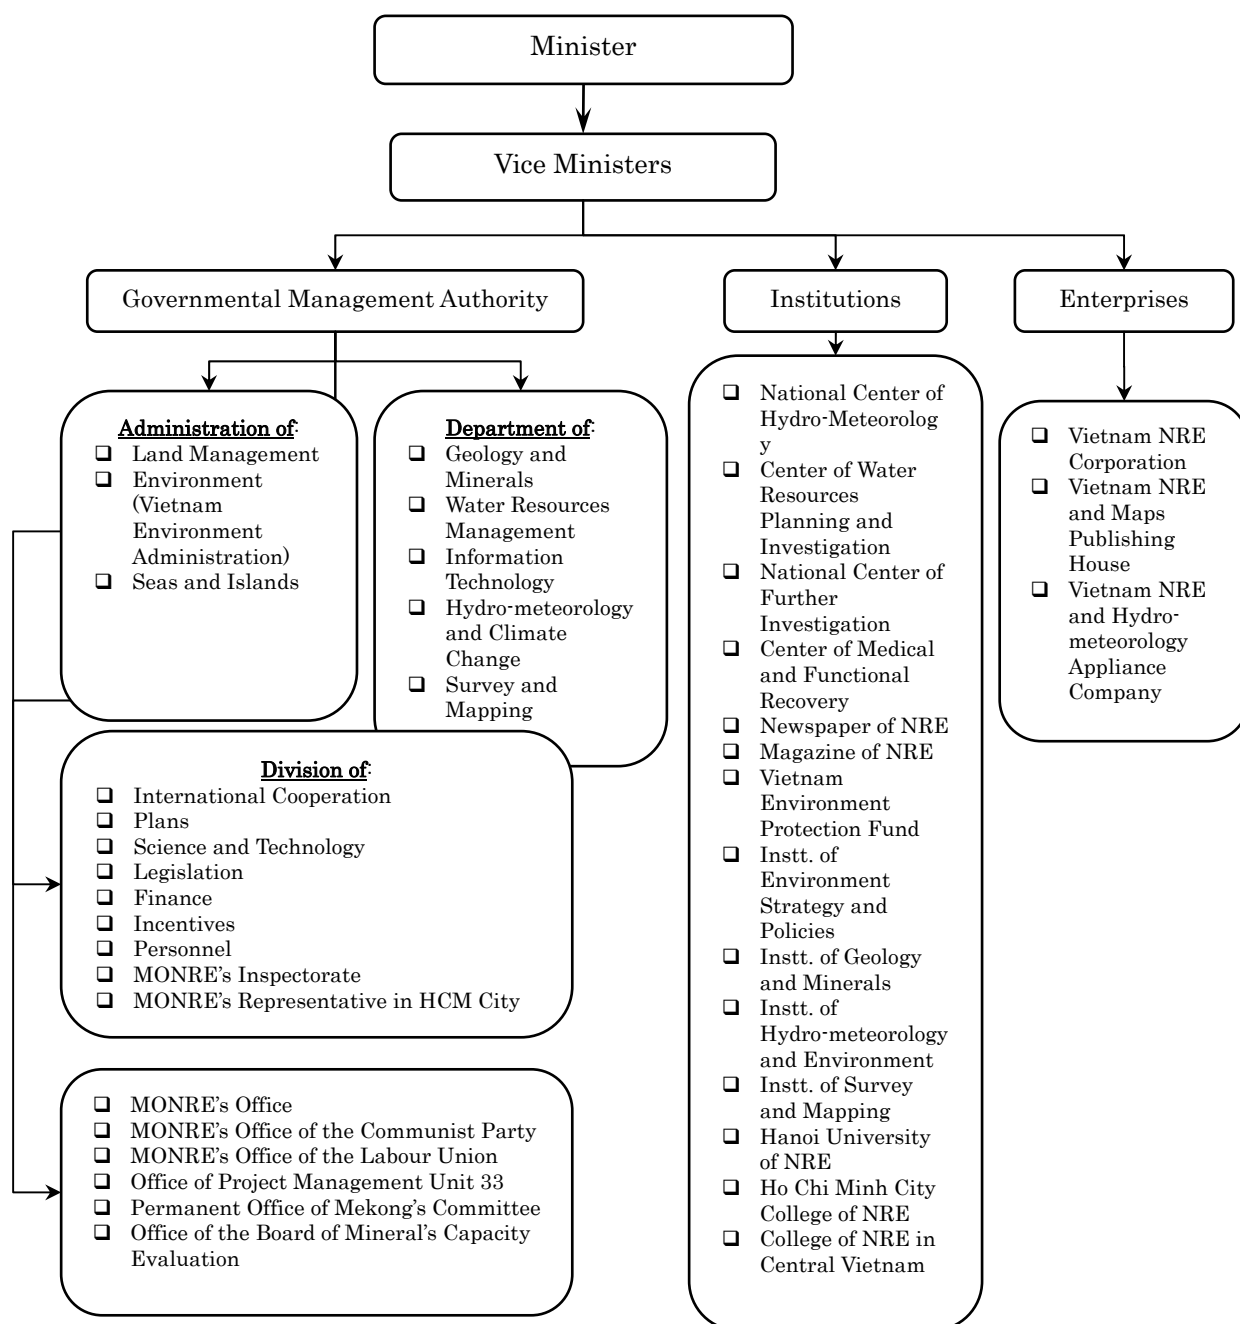 Minister
Vice Ministers
Governmental Management Authority
Institutions
Enterprises
Administration of:
❑ Land Management
❑ Environment
(Vietnam
Environment
Administration)
❑ Seas and Islands
Department of:
❑ Geology and
Minerals
❑ Water Resources
Management
❑ Information
Technology
❑ Hydro-meteorology
and Climate
Change
❑ Survey and
Mapping
Division of:
❑ International Cooperation
❑ Plans
❑ Science and Technology
❑ Legislation
❑ Finance
❑ Incentives
❑ Personnel
❑ MONRE's Inspectorate
❑ MONRE's Representative in HCM City
❑ MONRE's Office
❑ MONRE's Office of the Communist Party
❑ MONRE's Office of the Labour Union
❑ Office of Project Management Unit 33
❑ Permanent Office of Mekong's Committee
❑ Office of the Board of Mineral's Capacity
Evaluation
❑ National Center of
Hydro-Meteorolog
y
❑ Center of Water
Resources
Planning and
Investigation
❑ National Center of
Further
Investigation
❑ Center of Medical
and Functional
Recovery
❑ Newspaper of NRE
❑ Magazine of NRE
❑ Vietnam
Environment
Protection Fund
❑ Instt. of
Environment
Strategy and
Policies
❑ Instt. of Geology
and Minerals
❑ Instt. of
Hydro-meteorology
and Environment
❑ Instt. of Survey
and Mapping
❑ Hanoi University
of NRE
❑ Ho Chi Minh City
College of NRE
❑ College of NRE in
Central Vietnam
❑ Vietnam NRE
Corporation
❑ Vietnam NRE
and Maps
Publishing
House
❑ Vietnam NRE
and Hydro-
meteorology
Appliance
Company